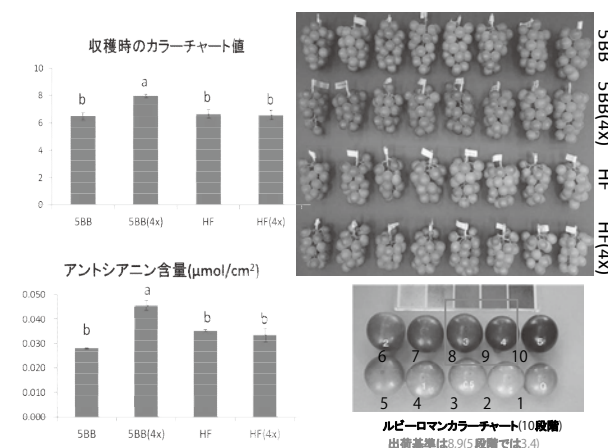 収穫時のカラーチャート値
10
8
6
4
2
0
b
a
b
b
5BB
5BB(4x)
HF
HF(4x)
アントシアニン含量(μmol/cm²)
0.050
0.040
0.030
0.020
0.010
0.000
b
a
b
b
5BB
5BB(4x)
HF
HF(4x)
5BB
5BB(4x)
HF
HF(4x)
6 7 8 9 10
5 4 3 2 1
ルビーロマンカラーチャート(10段階)
出荷基準は8.9(5段階では3.4)